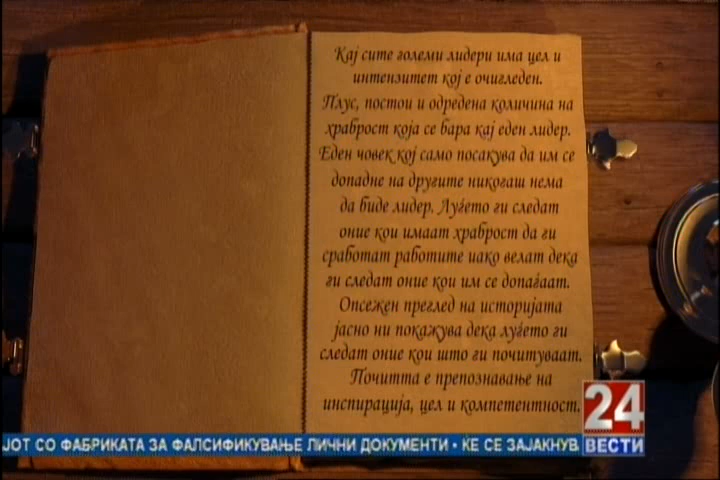 Кај сите големи лидери има цел и
интензитет кој е очигледен.
Плус, постои и одредена количина на
храброст која се бара кај еден лидер.
Еден човек кој само посакува да им се
допадне на другите никогаш нема
да биде лидер. Луѓето ги следат
оние кои имаат храброст да ги
сработат работите иако велат дека
ги следат оние кои им се допаѓаат.
Опсежен преглед на историјата
јасно ни покажува дека луѓето ги
следат оние кои што ги почитуваат.
Почитта е препознавање на
инспирација, цел и компетентност.
24
ВЕСТИ
ЈОТ СО ФАБРИКАТА ЗА ФАЛСИФИКУВАЊЕ ЛИЧНИ ДОКУМЕНТИ • ЌЕ СЕ ЗАЈАКНУВ